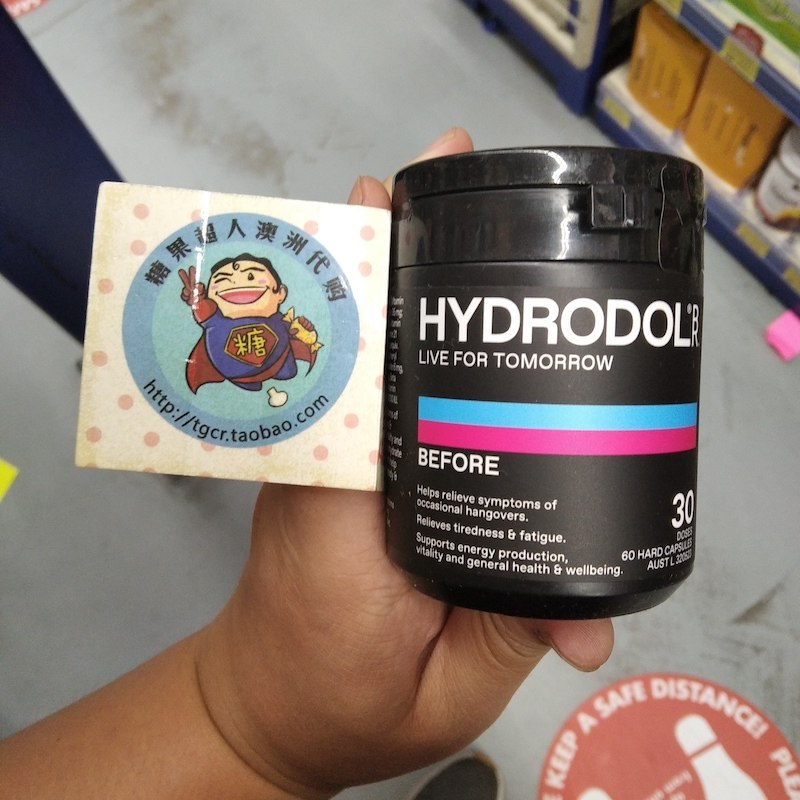 糖果超人澳洲代购
糖
http://tgcr.taobao.com
HYDRODOL®
LIVE FOR TOMORROW
BEFORE
Helps relieve symptoms of
occasional hangovers.
Relieves tiredness & fatigue.
Supports energy production,
vitality and general health & wellbeing.
30
DOSES
60 HARD CAPSULES
AUST L 320522
KEEP A SAFE DISTANCE!